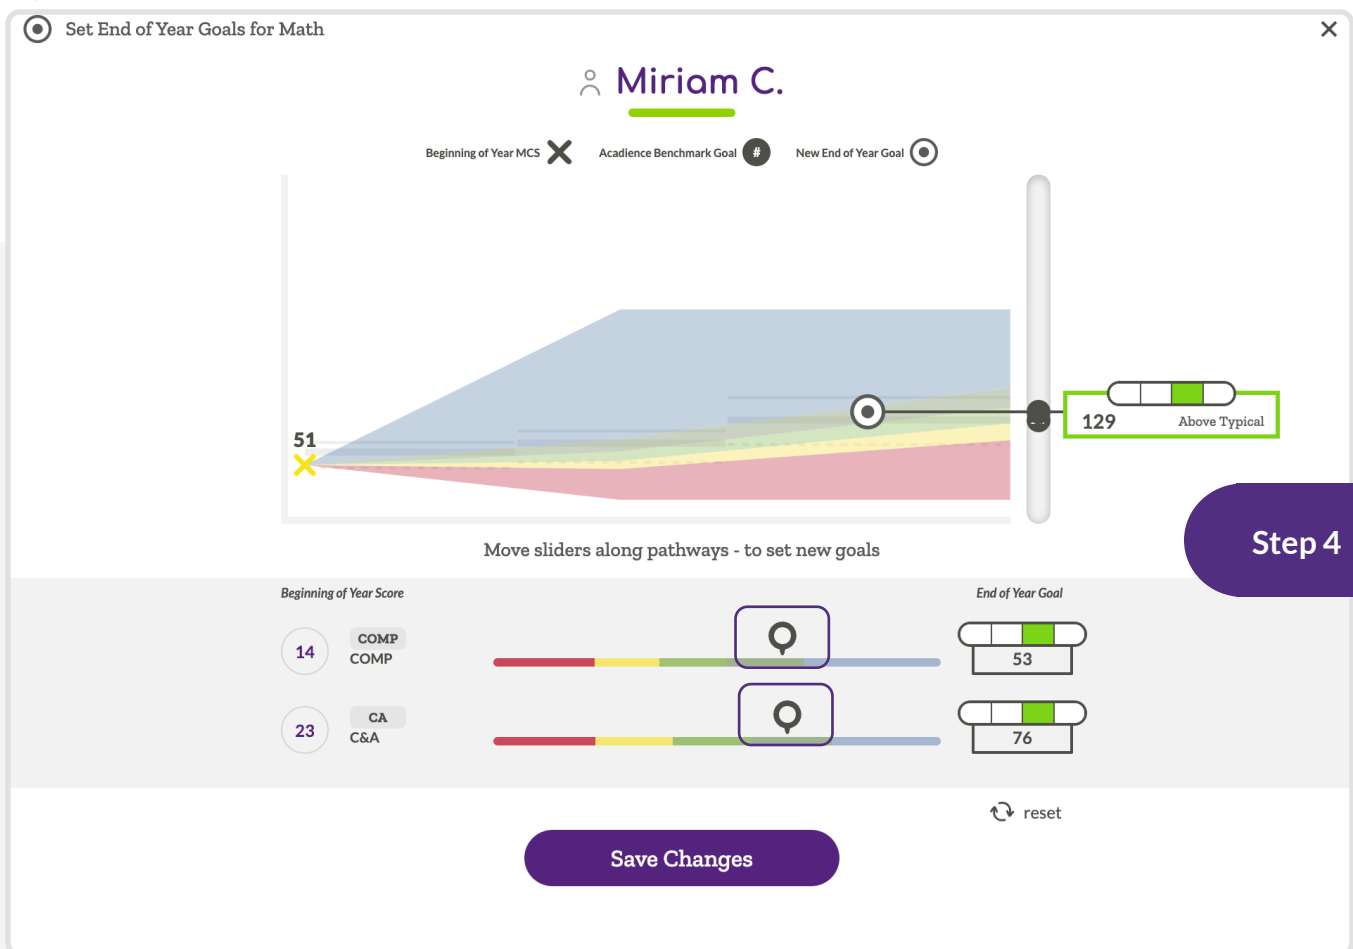 Set End of Year Goals for Math
Miriam C.
Beginning of Year MCS
Acadience Benchmark Goal #
New End of Year Goal
51
129 Above Typical
Step 4
Move sliders along pathways - to set new goals
Beginning of Year Score
End of Year Goal
14
COMP
COMP
53
23
CA
C&A
76
reset
Save Changes